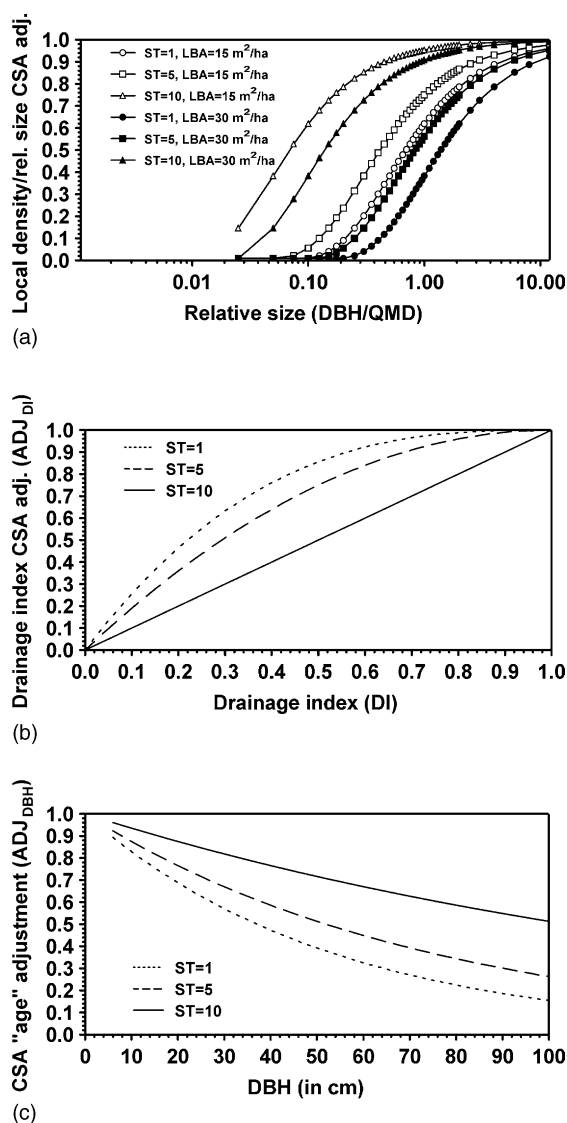 Local density/rel. size CSA adj.
1.0
0.9
0.8
0.7
0.6
0.5
0.4
0.3
0.2
0.1
0.0
ST=1, LBA=15 m²/ha
ST=5, LBA=15 m²/ha
ST=10, LBA=15 m²/ha
ST=1, LBA=30 m²/ha
ST=5, LBA=30 m²/ha
ST=10, LBA=30 m²/ha
0.01 0.10 1.00 10.00
Relative size (DBH/QMD)
(a)
Drainage index CSA adj. (ADJ DI)
1.0
0.9
0.8
0.7
0.6
0.5
0.4
0.3
0.2
0.1
0.0
ST=1
ST=5
ST=10
0.0 0.1 0.2 0.3 0.4 0.5 0.6 0.7 0.8 0.9 1.0
Drainage index (DI)
(b)
CSA "age" adjustment (ADJDBH)
1.0
0.9
0.8
0.7
0.6
0.5
0.4
0.3
0.2
0.1
0.0
ST=1
ST=5
ST=10
0 10 20 30 40 50 60 70 80 90 100
DBH (in cm)
(c)